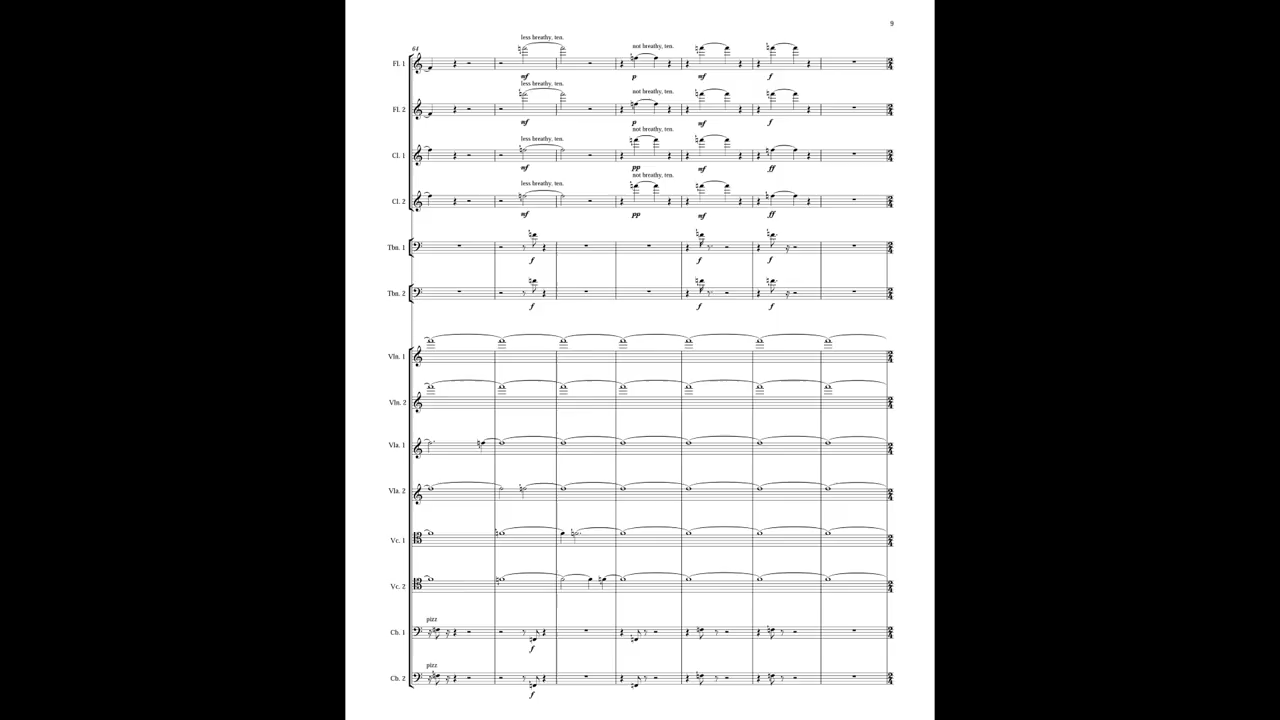 9
64
less breathy, ten.
not breathy, ten.
Fl. 1
mf
p
mf
f
less breathy, ten.
not breathy, ten.
Fl. 2
mf
p
mf
f
less breathy, ten.
not breathy, ten.
Cl. 1
mf
pp
mf
ff
less breathy, ten.
not breathy, ten.
Cl. 2
mf
pp
mf
ff
Tbn. 1
f
f
f
Tbn. 2
f
f
f
Vln. 1
Vln. 2
Vla. 1
Vla. 2
Vc. 1
Vc. 2
pizz
Cb. 1
f
pizz
Cb. 2
f